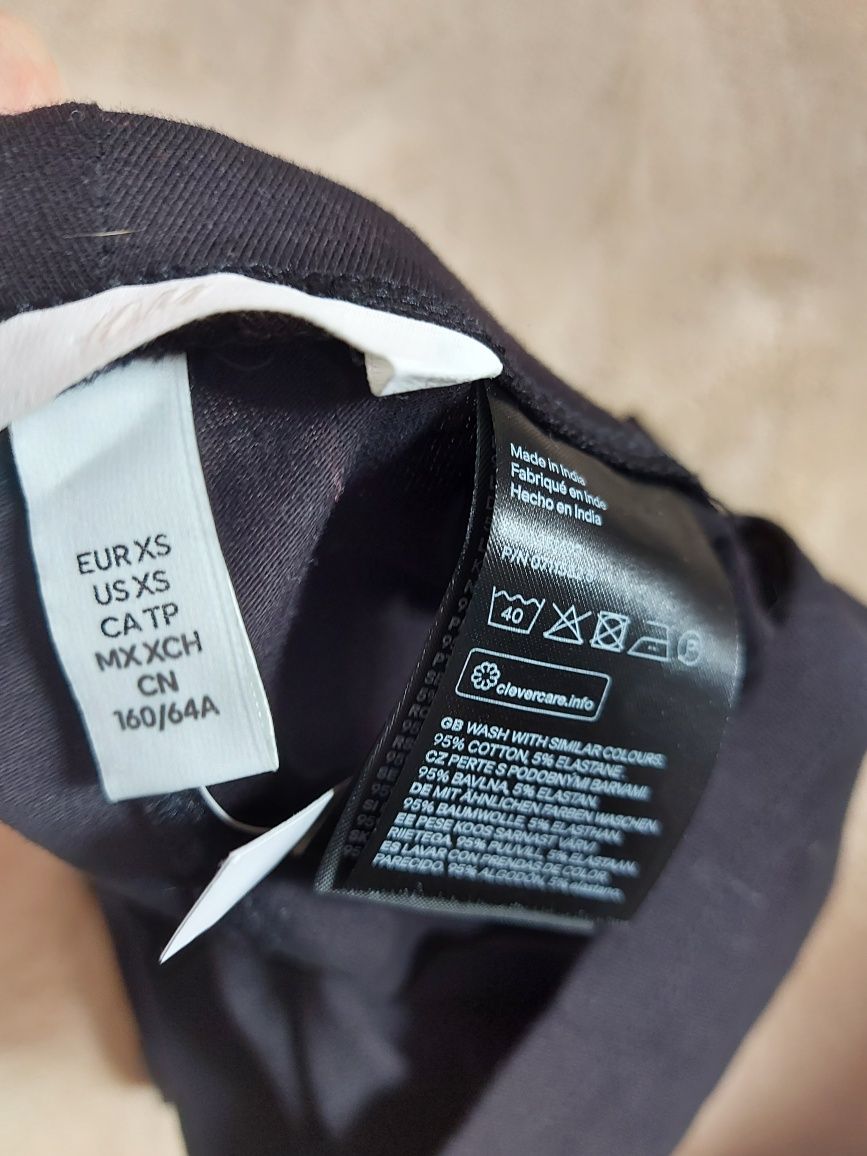 EUR XS
US XS
CA TP
MX XCH
CN
160/64A
Made in India
Fabriqué en Inde
Hecho en India
P/N
40
clevercare.info
GB WASH WITH SIMILAR COLOURS.
95% COTTON, 5% ELASTANE.
CZ PERTE S PODOBNÝMI BARVAMI
95% BAVLNA, 5% ELASTAN.
DE MIT ÄHNLICHEN FARBEN WASCHEN.
95% BAUMWOLLE, 5% ELASTHAN.
EE PESE KOOS SARNAST VÄRVI
RIIETEGA, 95% PUUVILL, 5% ELASTAAN.
ES LAVAR CON PRENDAS DE COLOR
PARECIDO, 95% ALGODÓN, 5% elastano.